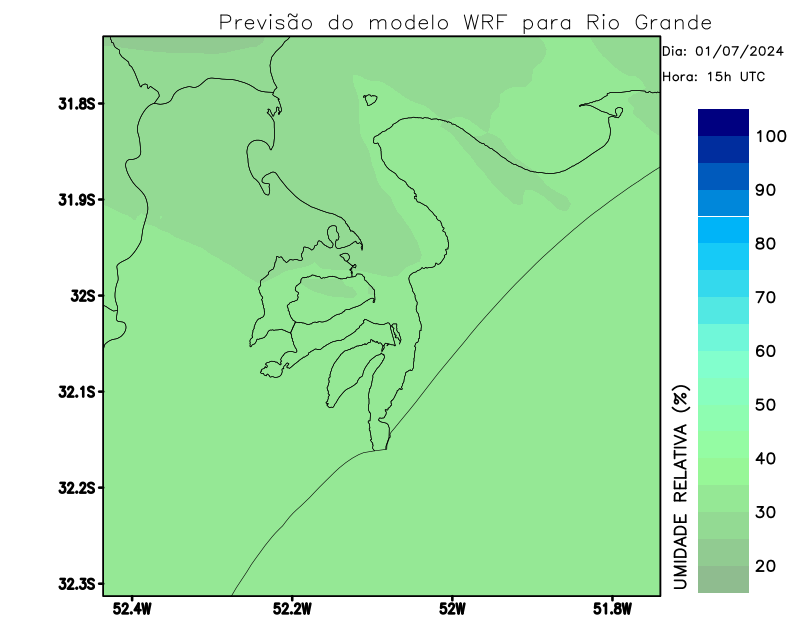 Previsão do modelo WRF para Rio Grande
Dia: 01/07/2024
Hora: 15h UTC
31.8S
31.9S
32S
32.1S
32.2S
32.3S
52.4W
52.2W
52W
51.8W
100
90
80
70
60
50
40
30
20
UMIDADE RELATIVA (%)